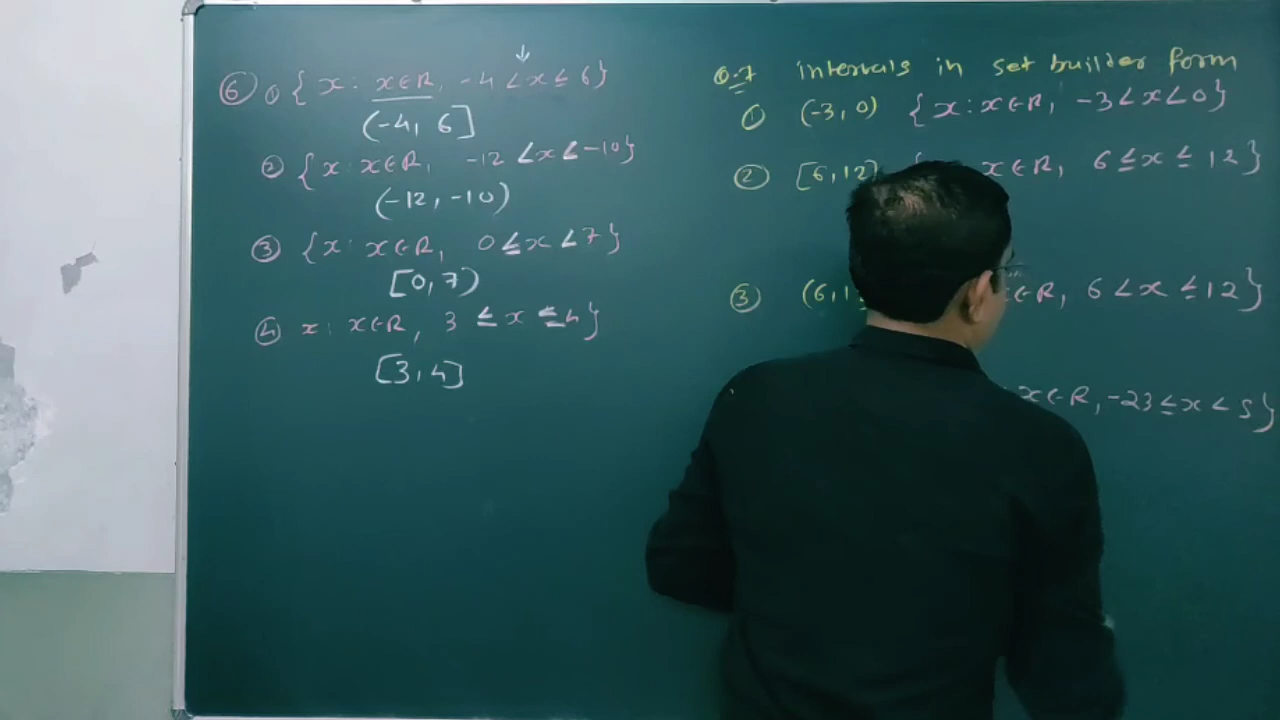 ⑥ ① { x : x∈R, -4 < x ≤ 6}
(-4, 6]
② {x : x∈R, -12 < x < -10}
(-12, -10)
③ {x : x∈R, 0 ≤ x < 7}
[0, 7)
④ x : x∈R, 3 ≤ x ≤ 4}
[3, 4]
Q.7 intervals in set builder form
① (-3, 0) {x : x∈R, -3 < x < 0}
② [6, 12] x∈R, 6 ≤ x ≤ 12}
③ (6, ∈R, 6 < x ≤ 12}
x∈R, -23 ≤ x < 5}